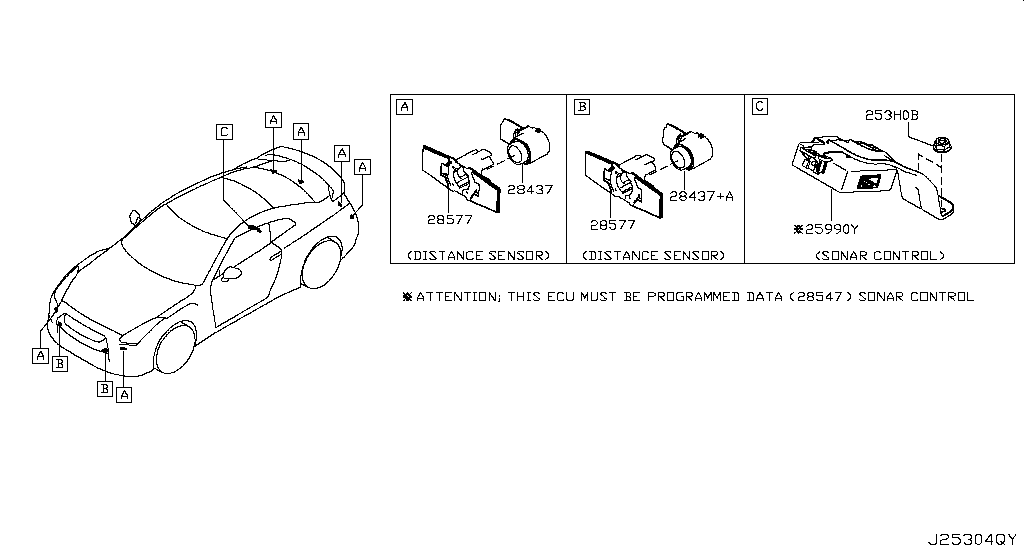 A
B
C
253H0B
C
A
A
A
A
28437
28437+A
28577
28577
※25990Y
(DISTANCE SENSOR)
(DISTANCE SENSOR)
(SONAR CONTROL)
※ATTENTION; THIS ECU MUST BE PROGRAMMED DATA (28547) SONAR CONTROL
A
B
B
A
J25304QY